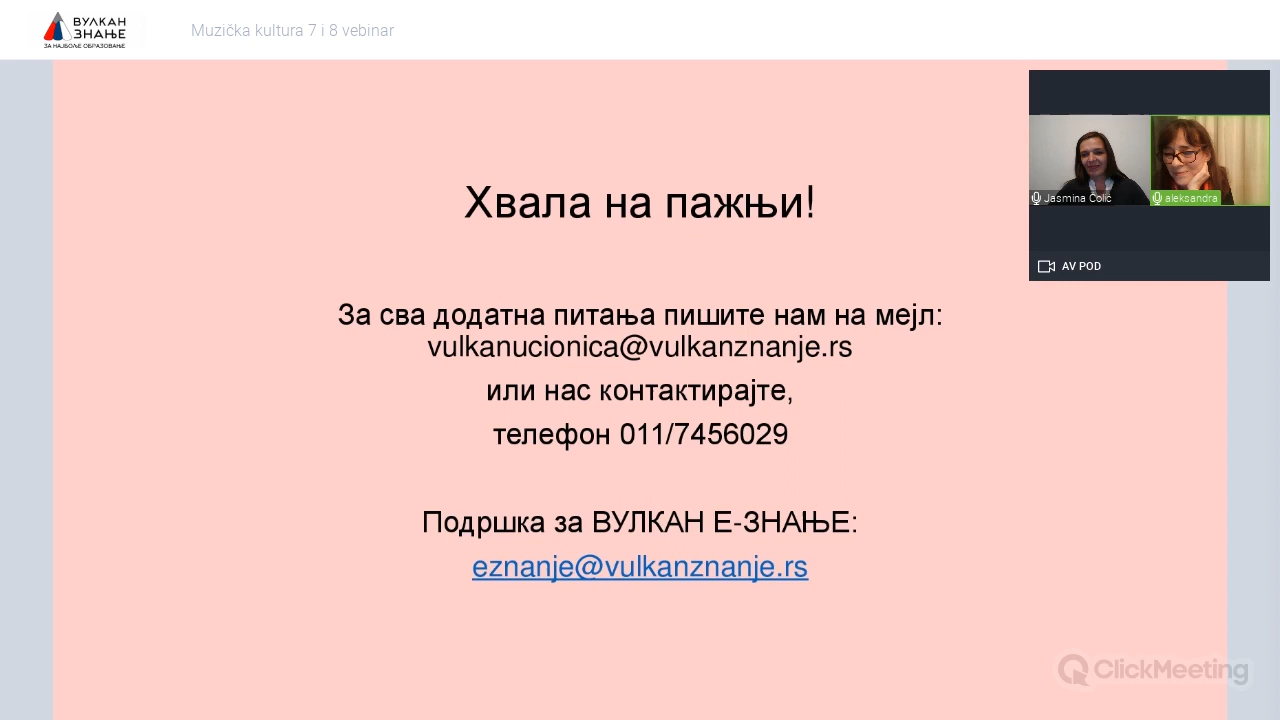 ВУЛКАН
ЗНАЊЕ
ЗА НАЈБОЉЕ ОБРАЗОВАЊЕ
Muzička kultura 7 i 8 vebinar
Jasmina Čolić
aleksandra
AV POD
Хвала на пажњи!
За сва додатна питања пишите нам на мејл:
vulkanucionica@vulkanznanje.rs
или нас контактирајте,
телефон 011/7456029
Подршка за ВУЛКАН Е-ЗНАЊЕ:
eznanje@vulkanznanje.rs
ClickMeeting